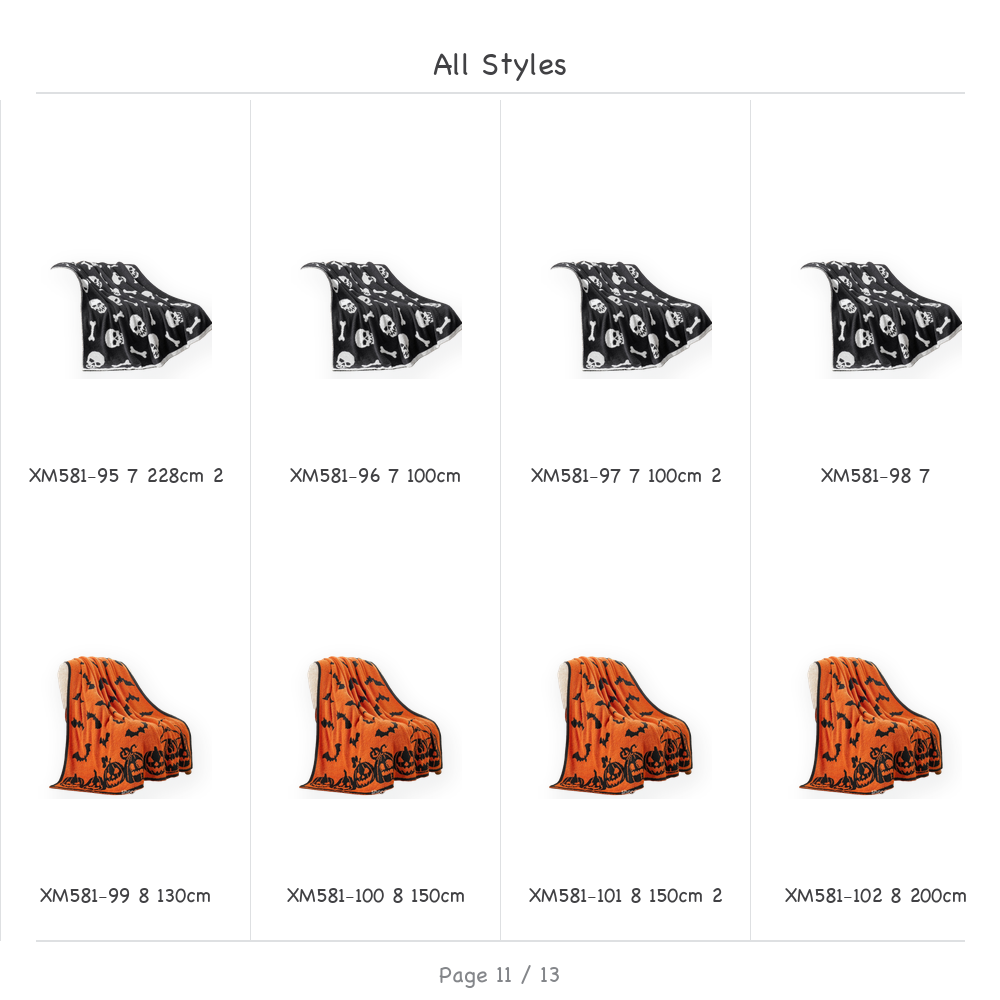 All Styles
XM581-95 7 228cm 2
XM581-96 7 100cm
XM581-97 7 100cm 2
XM581-98 7
XM581-99 8 130cm
XM581-100 8 150cm
XM581-101 8 150cm 2
XM581-102 8 200cm
Page 11 / 13